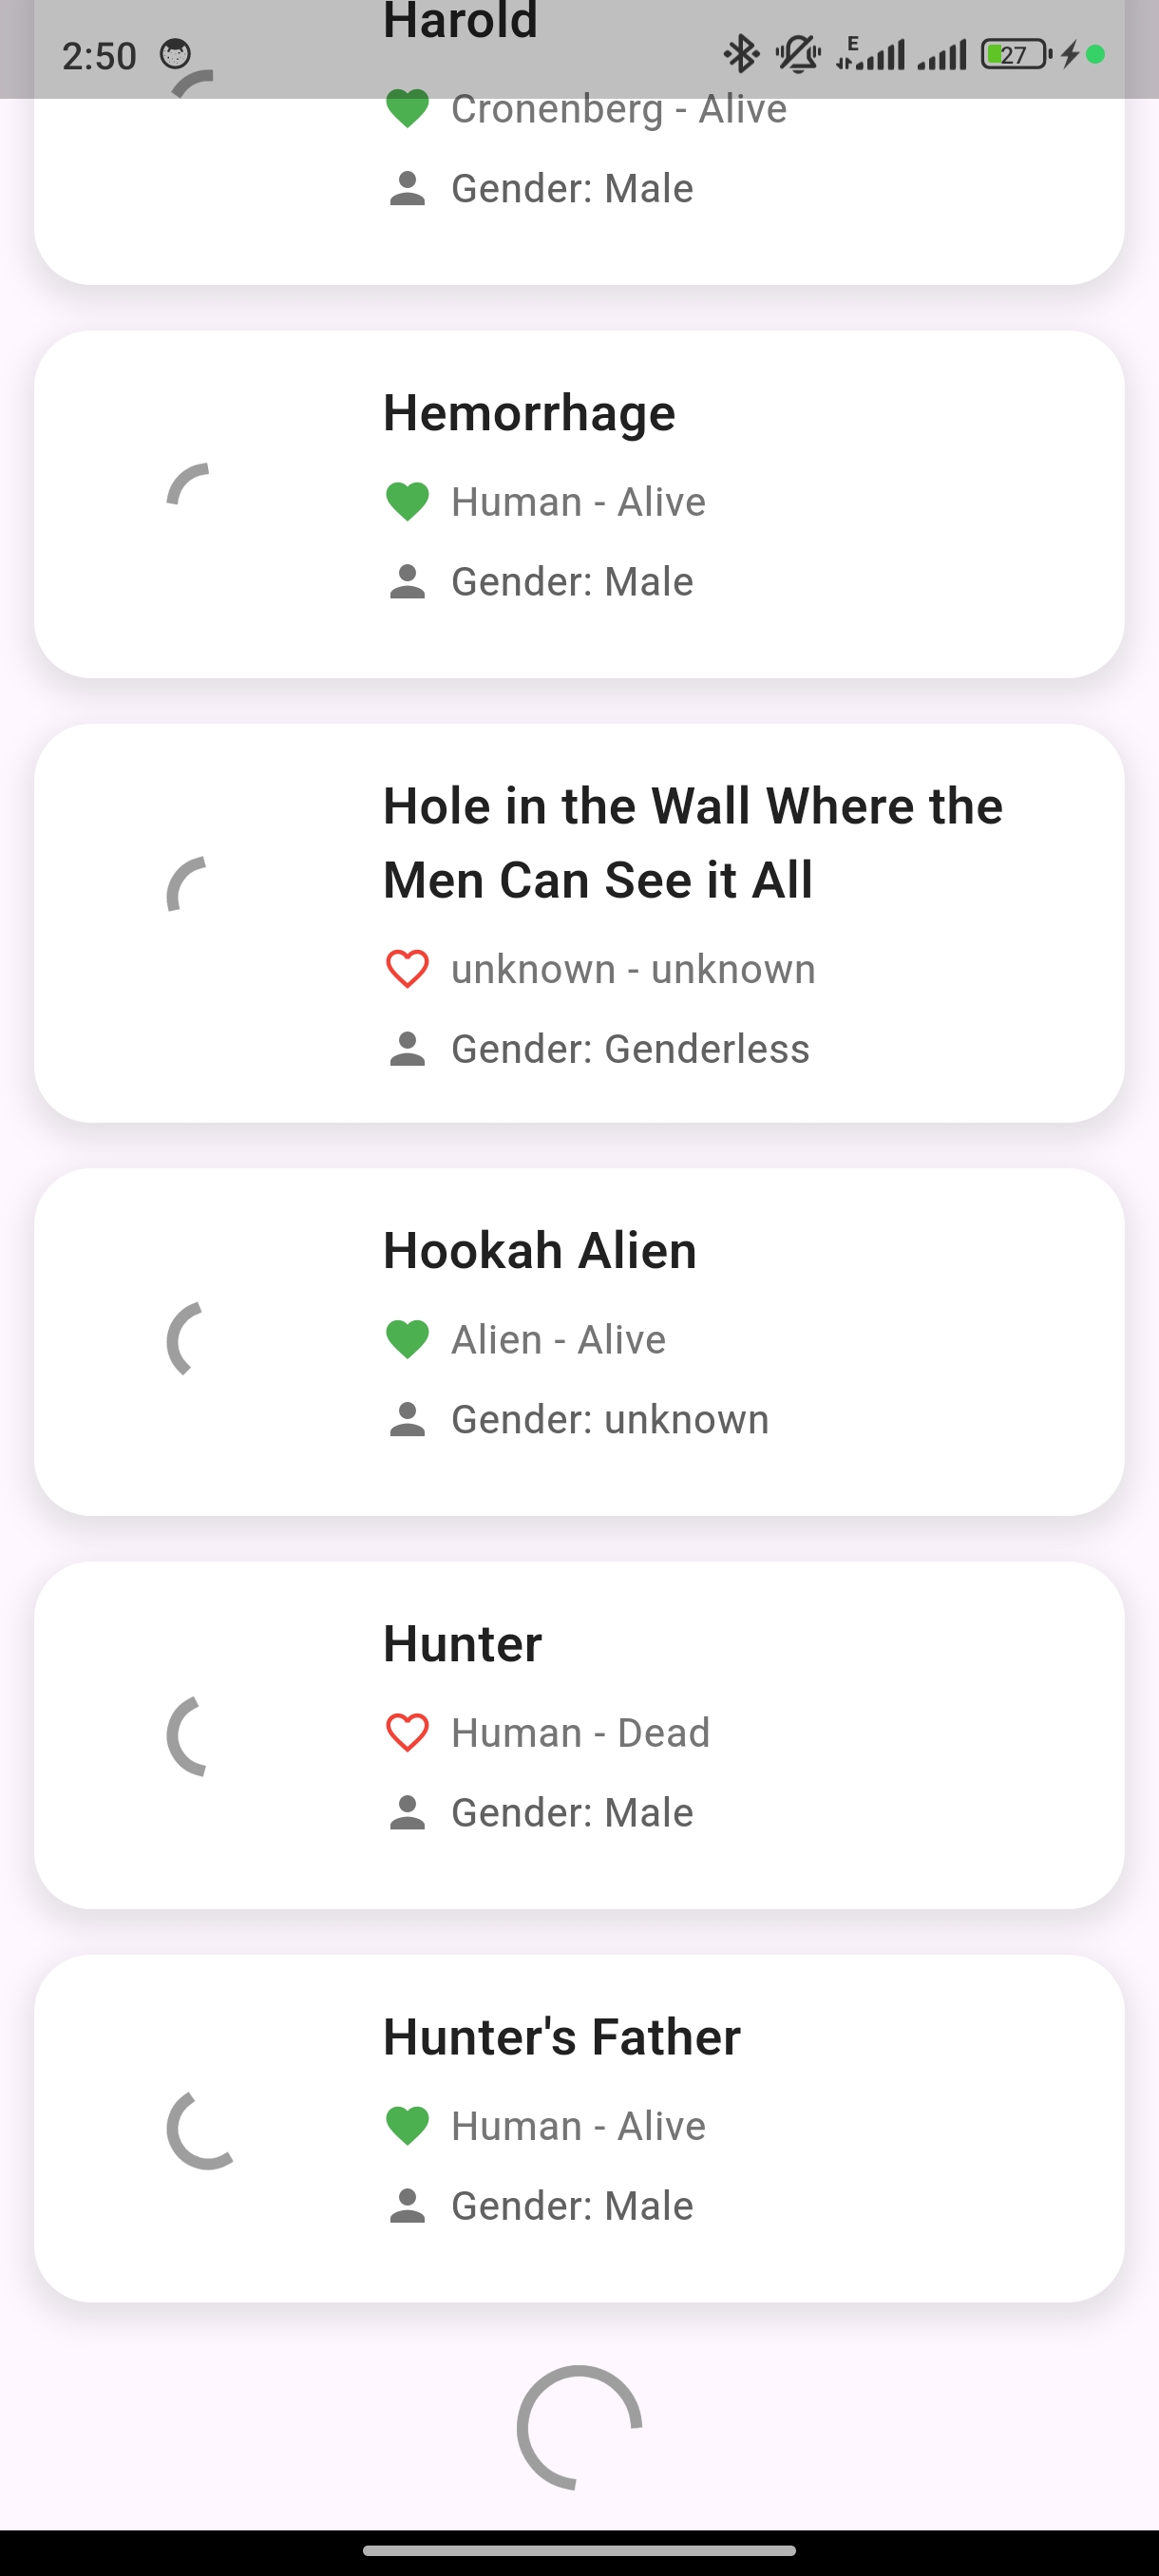 Harold
2:50
E
27
Cronenberg - Alive
Gender: Male
Hemorrhage
Human - Alive
Gender: Male
Hole in the Wall Where the
Men Can See it All
unknown - unknown
Gender: Genderless
Hookah Alien
Alien - Alive
Gender: unknown
Hunter
Human - Dead
Gender: Male
Hunter's Father
Human - Alive
Gender: Male